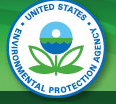 UNITED STATES
ENVIRONMENTAL PROTECTION AGENCY